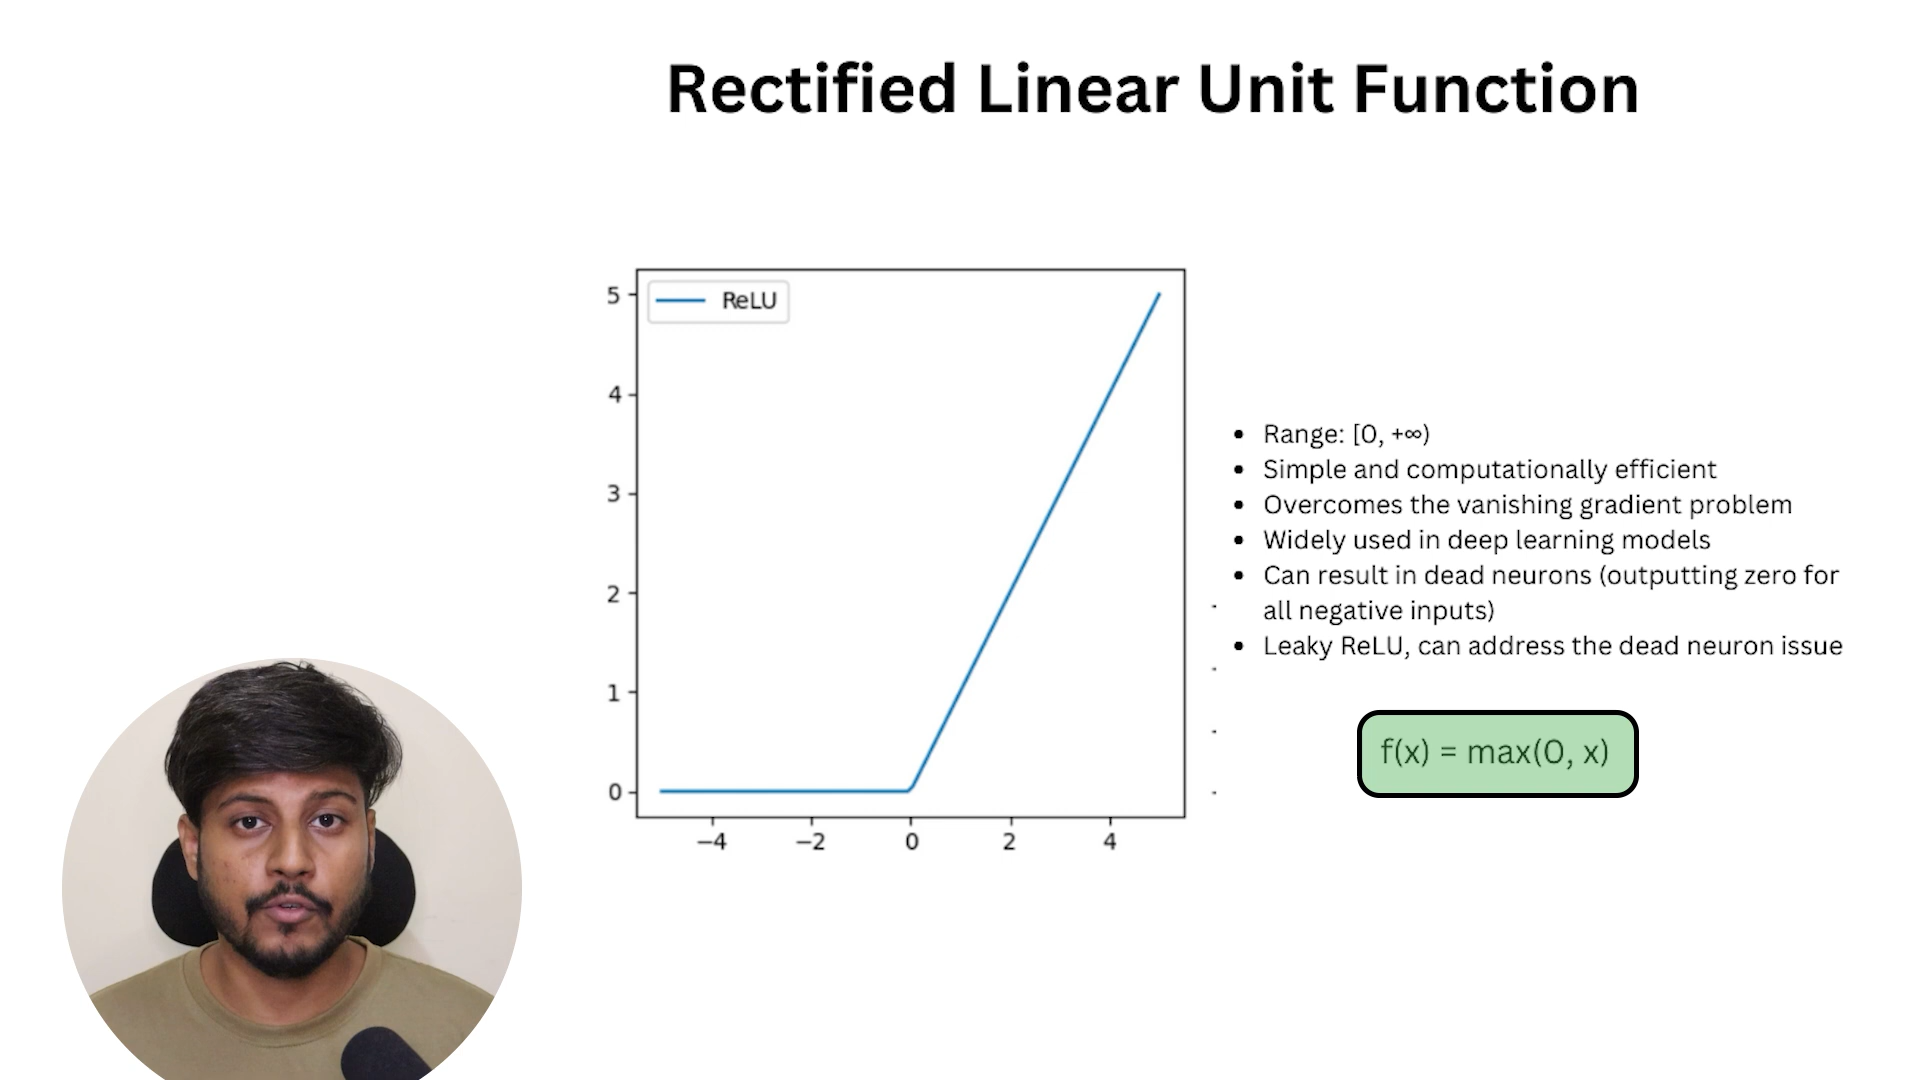 Rectified Linear Unit Function
ReLU
5
4
3
2
1
0
−4 −2 0 2 4
• Range: [0, +∞)
• Simple and computationally efficient
• Overcomes the vanishing gradient problem
• Widely used in deep learning models
• Can result in dead neurons (outputting zero for
all negative inputs)
• Leaky ReLU, can address the dead neuron issue
f(x) = max(0, x)